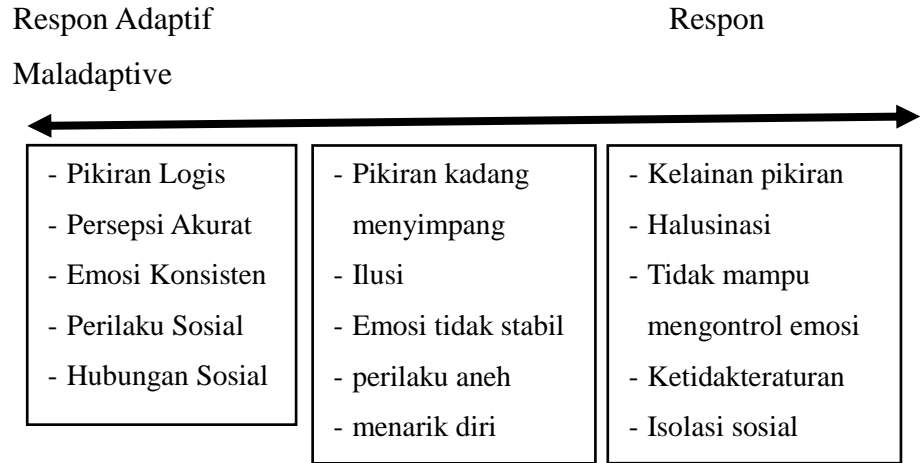 Respon Adaptif Respon
Maladaptive
- Pikiran Logis
- Persepsi Akurat
- Emosi Konsisten
- Perilaku Sosial
- Hubungan Sosial
- Pikiran kadang
menyimpang
- Ilusi
- Emosi tidak stabil
- perilaku aneh
- menarik diri
- Kelainan pikiran
- Halusinasi
- Tidak mampu
mengontrol emosi
- Ketidakteraturan
- Isolasi sosial